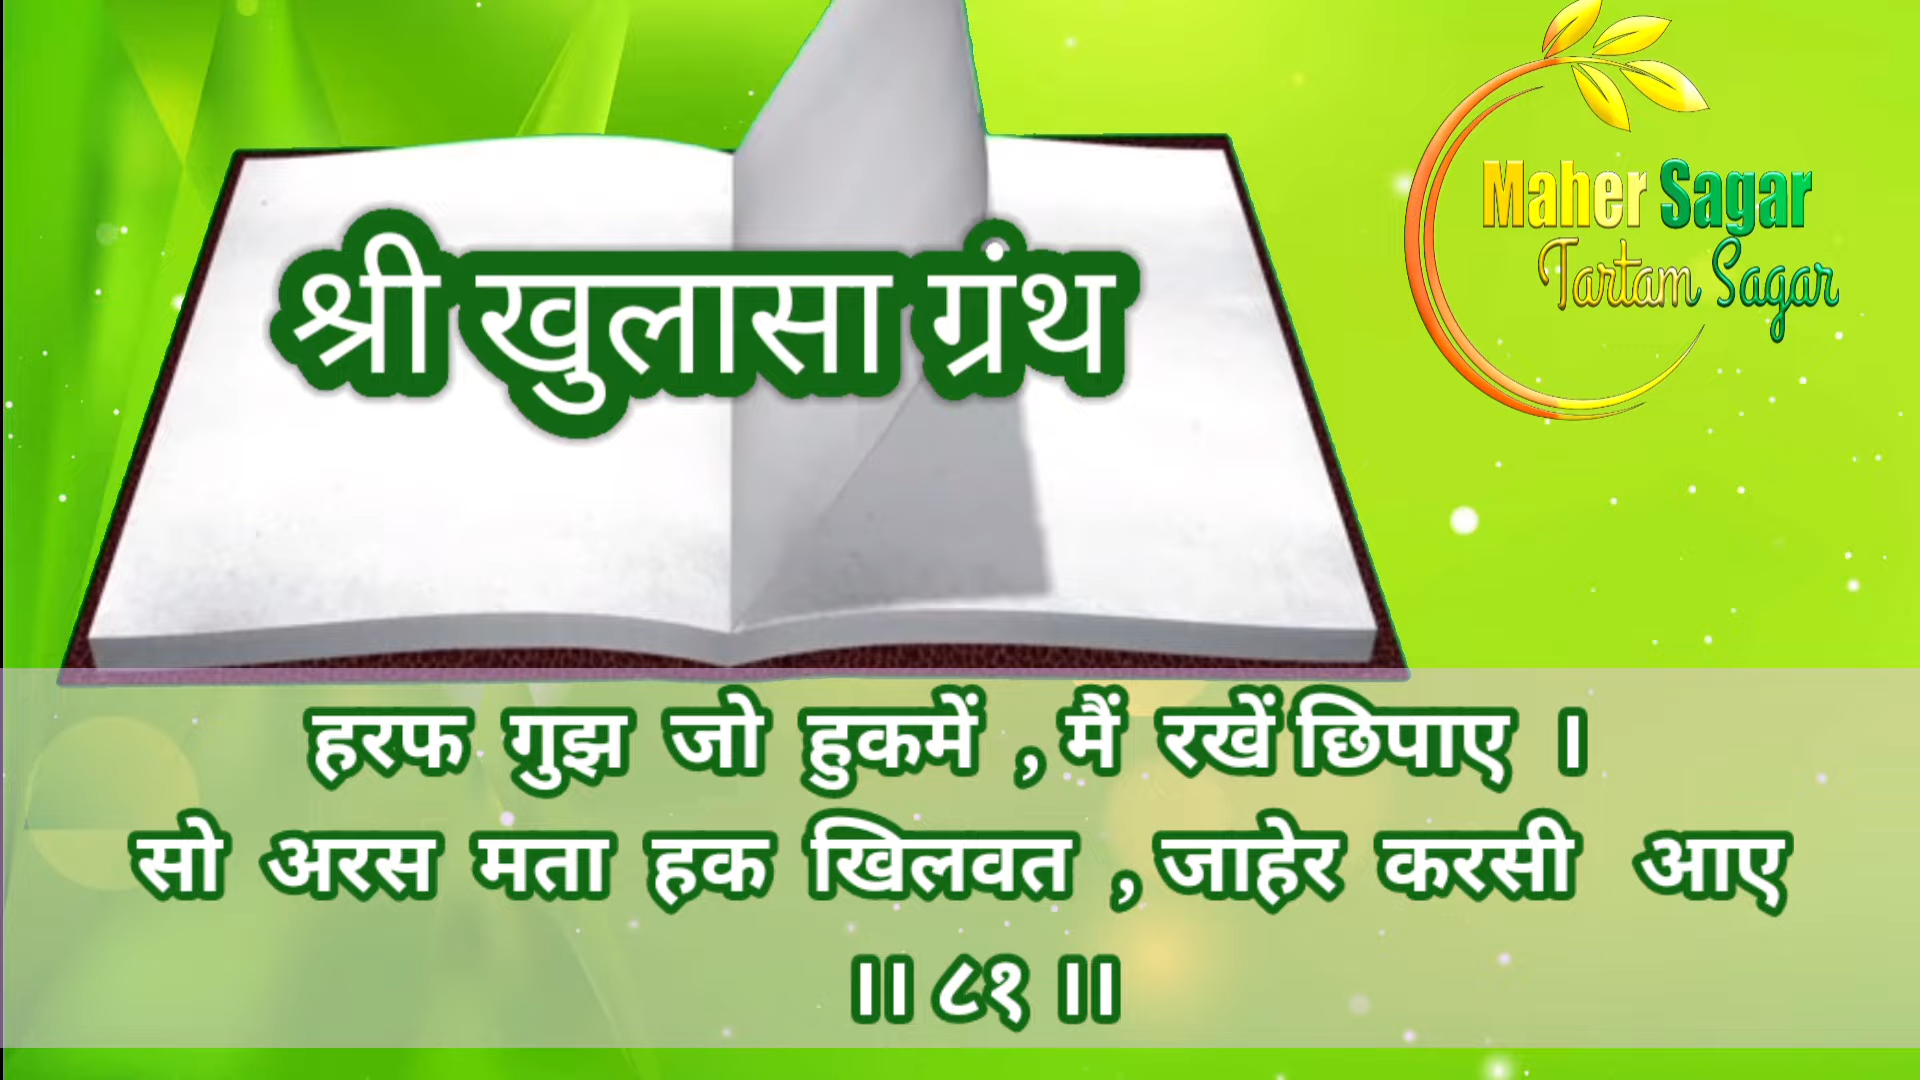 Maher Sagar
Tartam Sagar
श्री खुलासा ग्रंथ
हरफ गुझ जो हुकमें , मैं रखें छिपाए ।
सो अरस मता हक खिलवत , जाहेर करसी आए
।। ८१ ।।